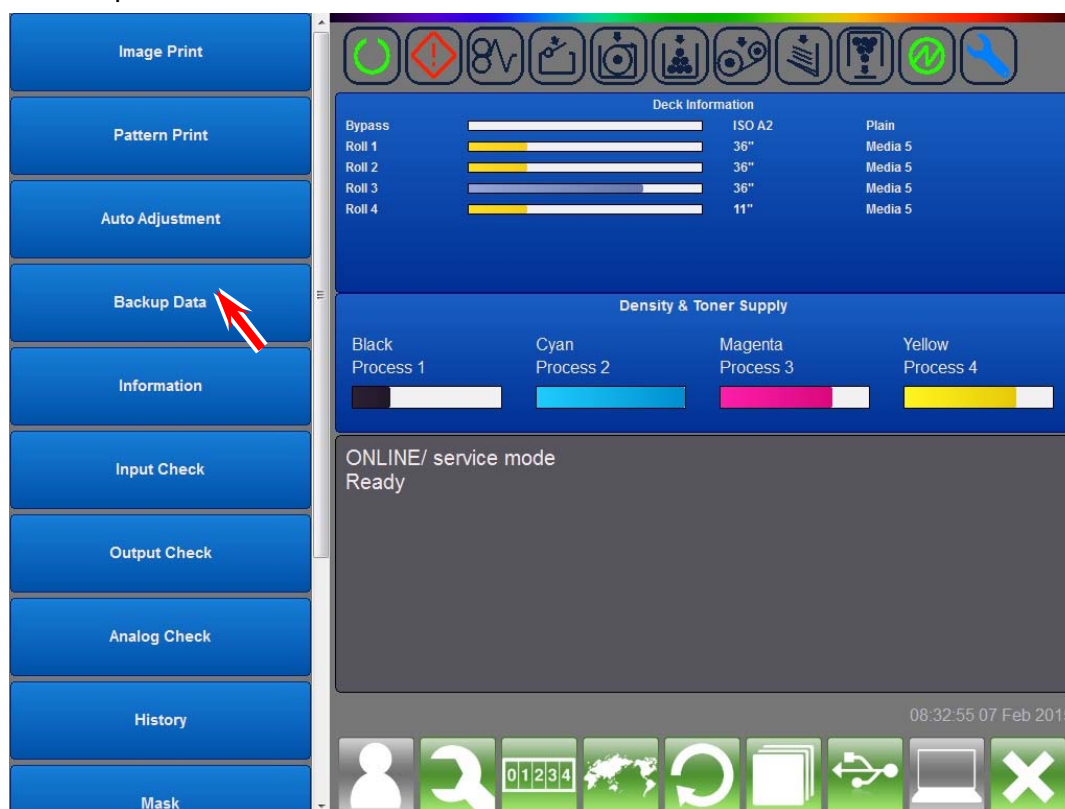 Image Print
Pattern Print
Auto Adjustment
Backup Data
Information
Input Check
Output Check
Analog Check
History
Mask
Deck Information
Bypass ISO A2 Plain
Roll 1 36" Media 5
Roll 2 36" Media 5
Roll 3 36" Media 5
Roll 4 11" Media 5
Density & Toner Supply
Black Cyan Magenta Yellow
Process 1 Process 2 Process 3 Process 4
ONLINE/ service mode
Ready
08:32:55 07 Feb 201
01234